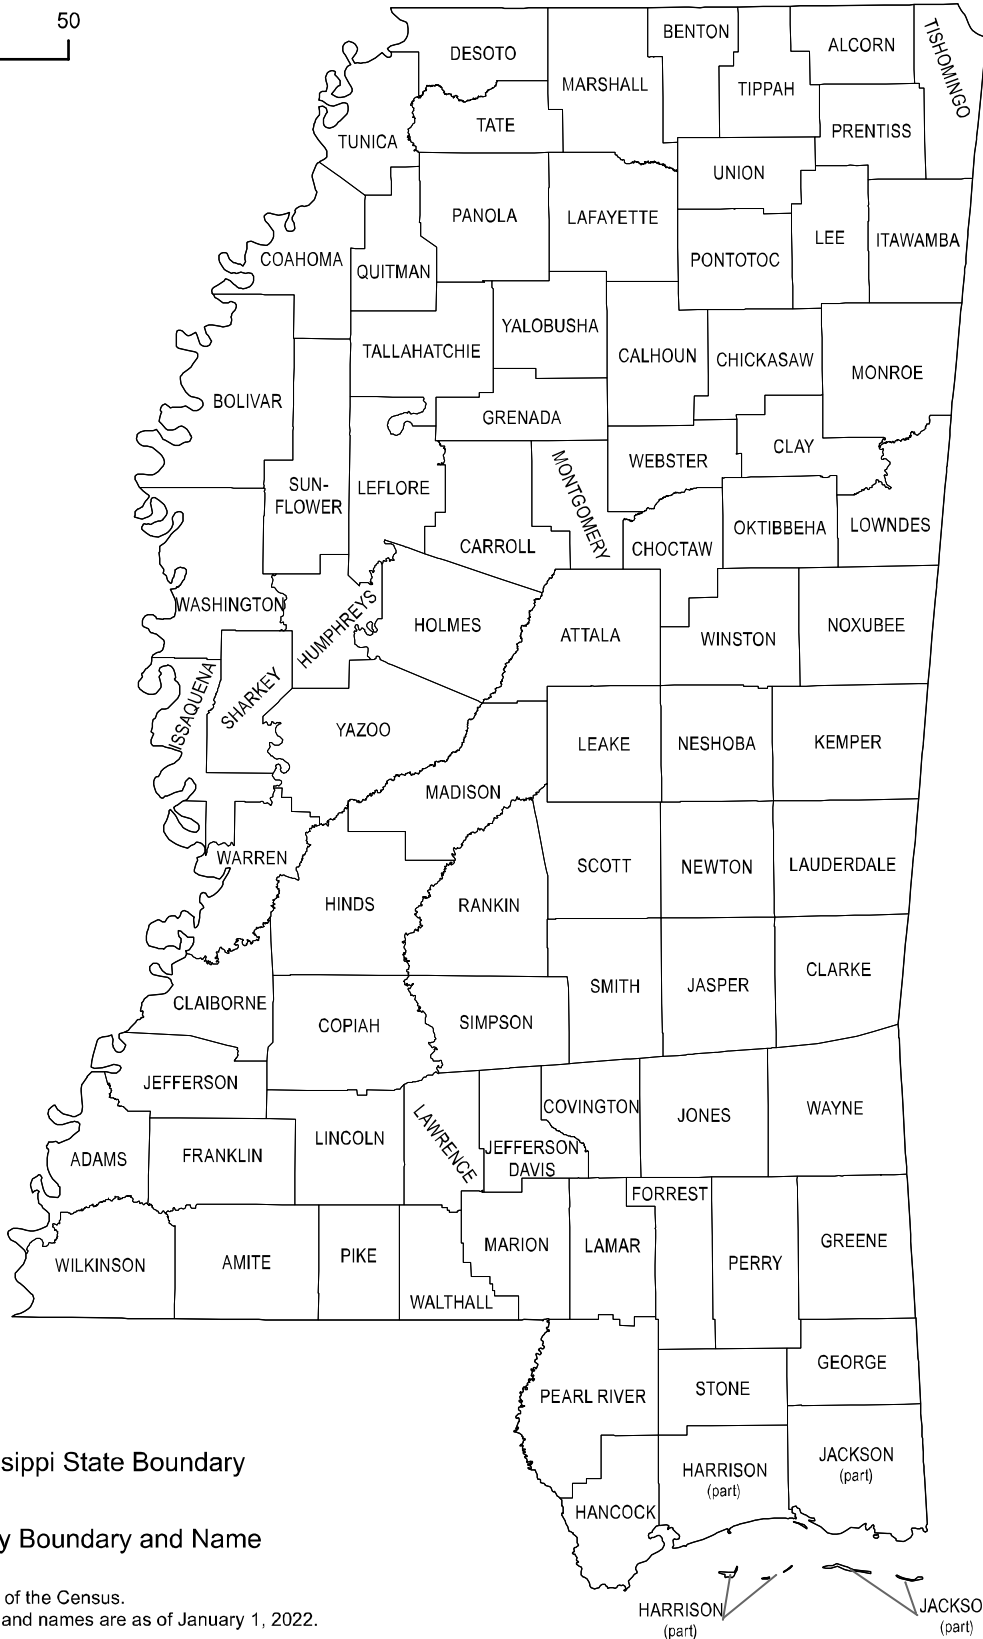 50
DESOTO
BENTON
ALCORN
TISHOMINGO
MARSHALL
TIPPAH
TATE
PRENTISS
TUNICA
UNION
PANOLA
LAFAYETTE
LEE
ITAWAMBA
COAHOMA
QUITMAN
PONTOTOC
YALOBUSHA
TALLAHATCHIE
CALHOUN
CHICKASAW
MONROE
BOLIVAR
GRENADA
CLAY
WEBSTER
MONTGOMERY
SUN-
FLOWER
LEFLORE
OKTIBBEHA
LOWNDES
CARROLL
CHOCTAW
WASHINGTON
HUMPHREYS
HOLMES
ATTALA
WINSTON
NOXUBEE
ISSAQUENA
SHARKEY
YAZOO
LEAKE
NESHOBA
KEMPER
MADISON
WARREN
SCOTT
NEWTON
LAUDERDALE
HINDS
RANKIN
CLARKE
SMITH
JASPER
CLAIBORNE
COPIAH
SIMPSON
JEFFERSON
COVINGTON
JONES
WAYNE
LAWRENCE
LINCOLN
JEFFERSON
DAVIS
ADAMS
FRANKLIN
FORREST
GREENE
MARION
LAMAR
PERRY
WILKINSON
AMITE
PIKE
WALTHALL
GEORGE
PEARL RIVER
STONE
JACKSON
(part)
HARRISON
(part)
HANCOCK
sippi State Boundary
y Boundary and Name
of the Census.
and names are as of January 1, 2022.
HARRISON
(part)
JACKSO
(part)